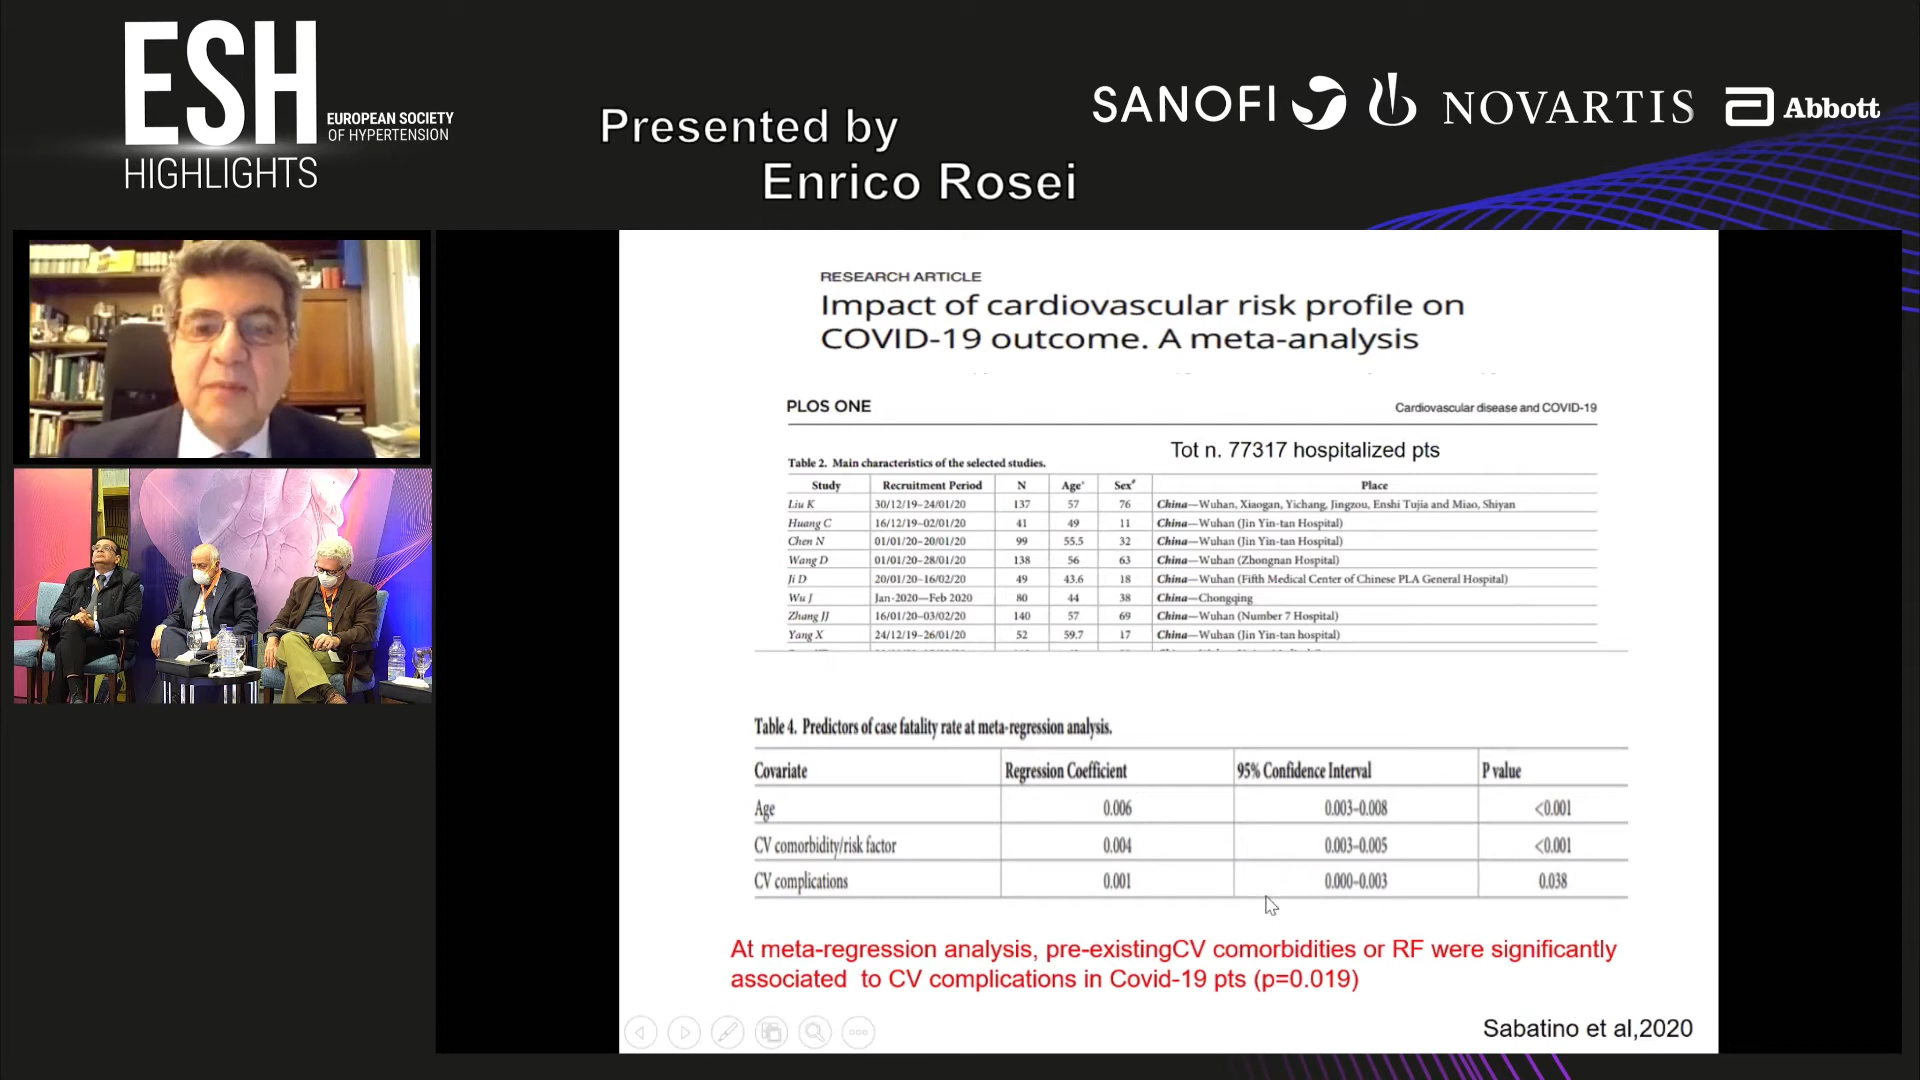 ESH
EUROPEAN SOCIETY
OF HYPERTENSION
HIGHLIGHTS
Presented by
Enrico Rosei
SANOFI
NOVARTIS
Abbott
RESEARCH ARTICLE
Impact of cardiovascular risk profile on
COVID-19 outcome. A meta-analysis
PLOS ONE
Cardiovascular disease and COVID-19
Tot n. 77317 hospitalized pts
Table 2. Main characteristics of the selected studies.
Study Recruitment Period N Age* Sex# Place
Liu K 30/12/19–24/01/20 137 57 76 China—Wuhan, Xiaogan, Yichang, Jingzou, Enshi Tujia and Miao, Shiyan
Huang C 16/12/19–02/01/20 41 49 11 China—Wuhan (Jin Yin-tan Hospital)
Chen N 01/01/20–20/01/20 99 55.5 32 China—Wuhan (Jin Yin-tan Hospital)
Wang D 01/01/20–28/01/20 138 56 63 China—Wuhan (Zhongnan Hospital)
Ji D 20/01/20–16/02/20 49 43.6 18 China—Wuhan (Fifth Medical Center of Chinese PLA General Hospital)
Wu J Jan-2020—Feb 2020 80 44 38 China—Chongqing
Zhang JJ 16/01/20–03/02/20 140 57 69 China—Wuhan (Number 7 Hospital)
Yang X 24/12/19–26/01/20 52 59.7 17 China—Wuhan (Jin Yin-tan hospital)
Table 4. Predictors of case fatality rate at meta-regression analysis.
Covariate Regression Coefficient 95% Confidence Interval P value
Age 0.006 0.003–0.008 <0.001
CV comorbidity/risk factor 0.004 0.003–0.005 <0.001
CV complications 0.001 0.000–0.003 0.038
At meta-regression analysis, pre-existingCV comorbidities or RF were significantly
associated to CV complications in Covid-19 pts (p=0.019)
Sabatino et al,2020